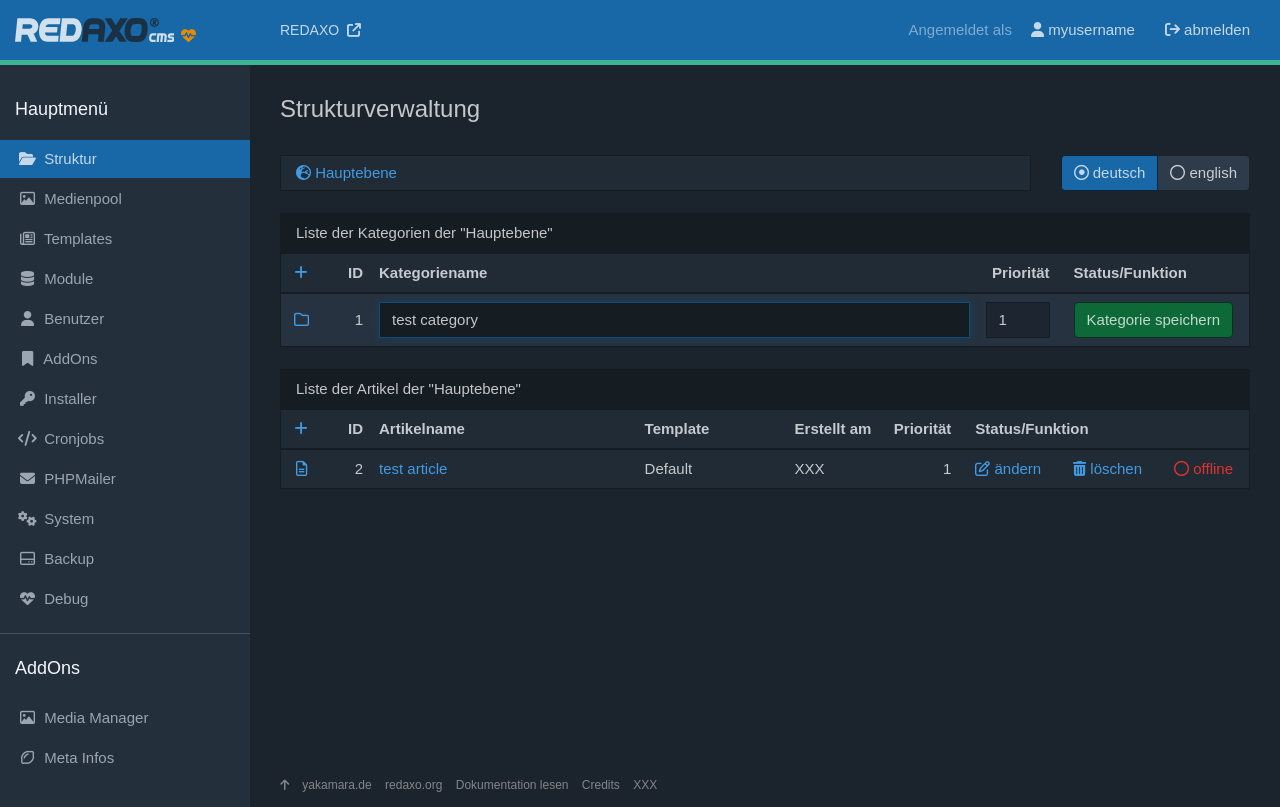 REDAXO® cms
REDAXO
Angemeldet als myusername abmelden
Hauptmenü
Struktur
Medienpool
Templates
Module
Benutzer
AddOns
Installer
Cronjobs
PHPMailer
System
Backup
Debug
AddOns
Media Manager
Meta Infos
Strukturverwaltung
Hauptebene
deutsch english
Liste der Kategorien der "Hauptebene"
ID Kategoriename Priorität Status/Funktion
1 test category 1 Kategorie speichern
Liste der Artikel der "Hauptebene"
ID Artikelname Template Erstellt am Priorität Status/Funktion
2 test article Default XXX 1 ändern löschen offline
yakamara.de redaxo.org Dokumentation lesen Credits XXX